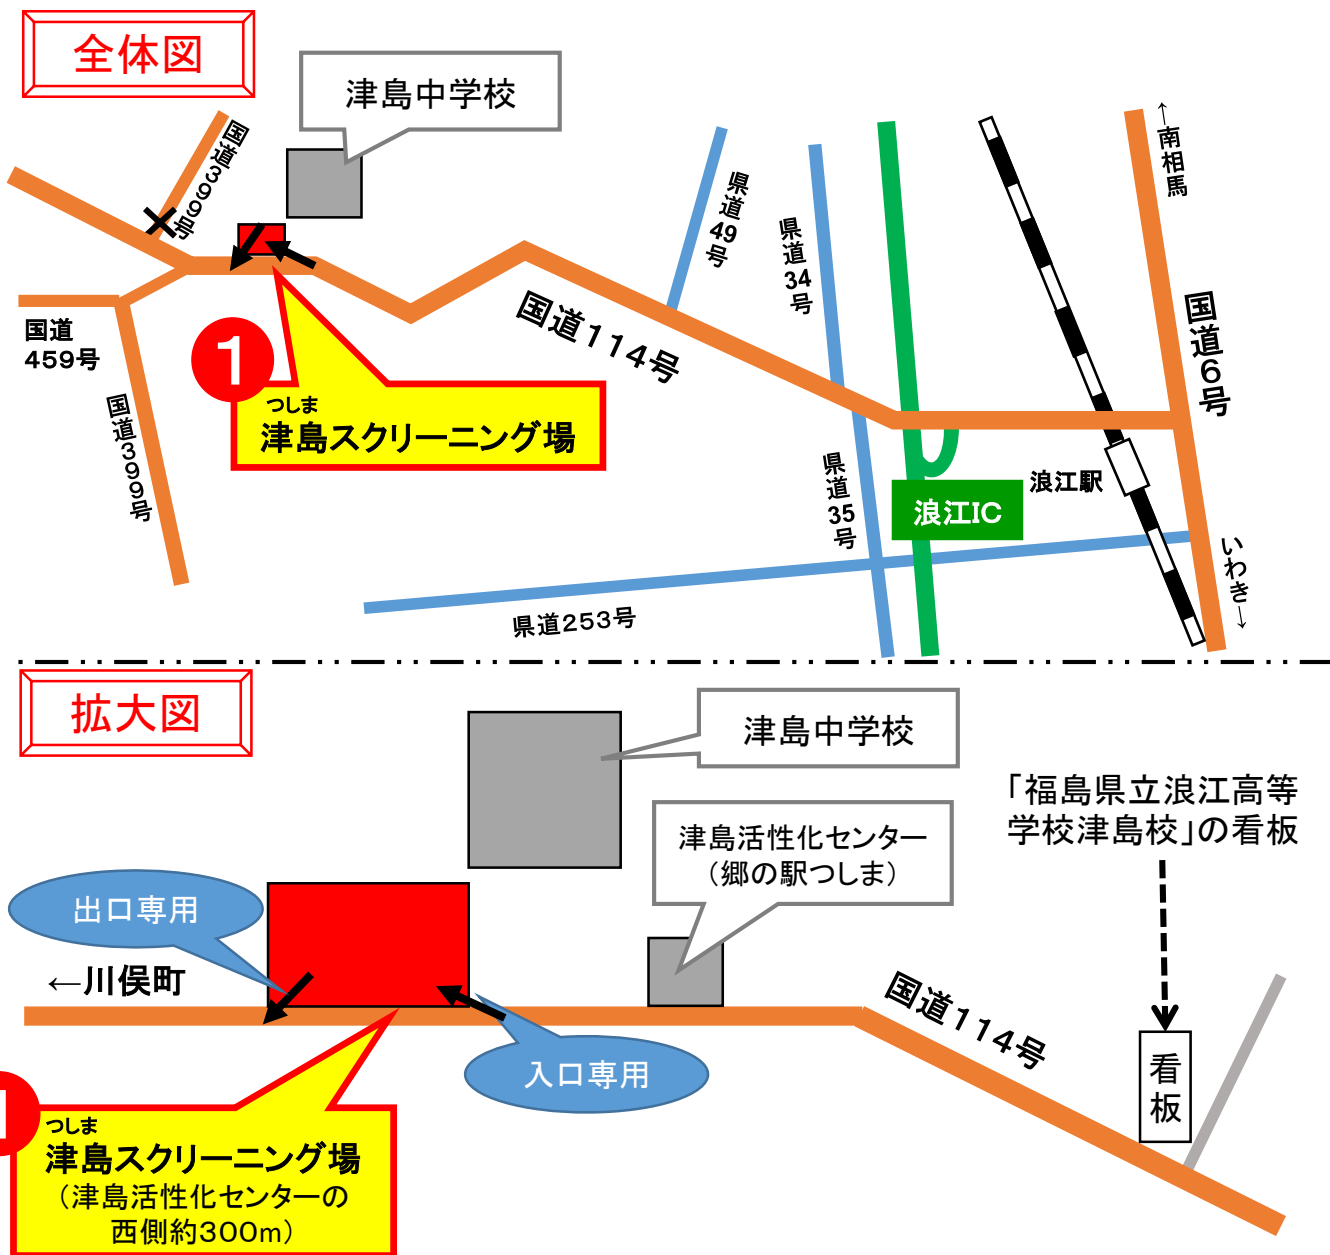 全体図
津島中学校
国道399号
←南相馬
県道49号
県道34号
国道114号
国道6号
国道
459号
1
つしま
津島スクリーニング場
国道399号
県道35号
浪江駅
浪江IC
いわき→
県道253号
拡大図
津島中学校
「福島県立浪江高等
学校津島校」の看板
津島活性化センター
（郷の駅つしま）
出口専用
←川俣町
国道114号
入口専用
看板
1
つしま
津島スクリーニング場
（津島活性化センターの
西側約300m）